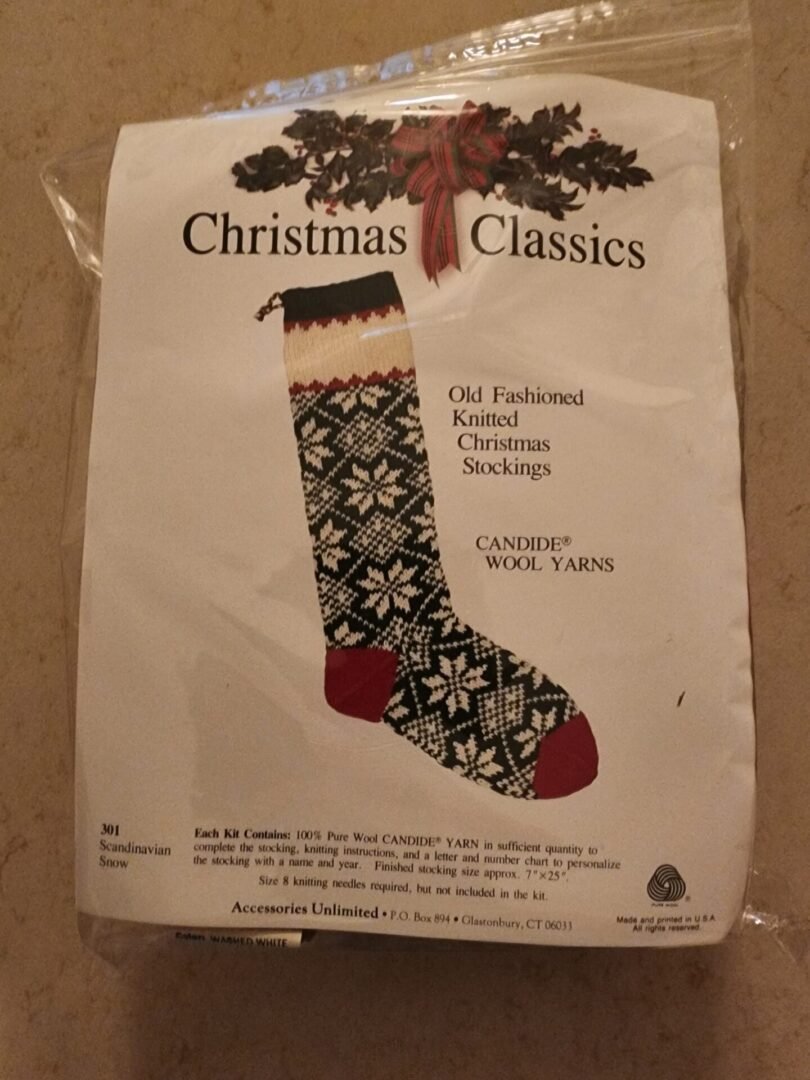 Christmas Classics
Old Fashioned
Knitted
Christmas
Stockings
CANDIDE®
WOOL YARNS
301
Scandinavian
Snow
Each Kit Contains: 100% Pure Wool CANDIDE® YARN in sufficient quantity to
complete the stocking, knitting instructions, and a letter and number chart to personalize
the stocking with a name and year. Finished stocking size approx. 7"×25".
Size 8 knitting needles required, but not included in the kit.
Accessories Unlimited • P.O. Box 894 • Glastonbury, CT 06033
PURE WOOL
®
Made and printed in U.S.A.
All rights reserved.
WASHED WHITE